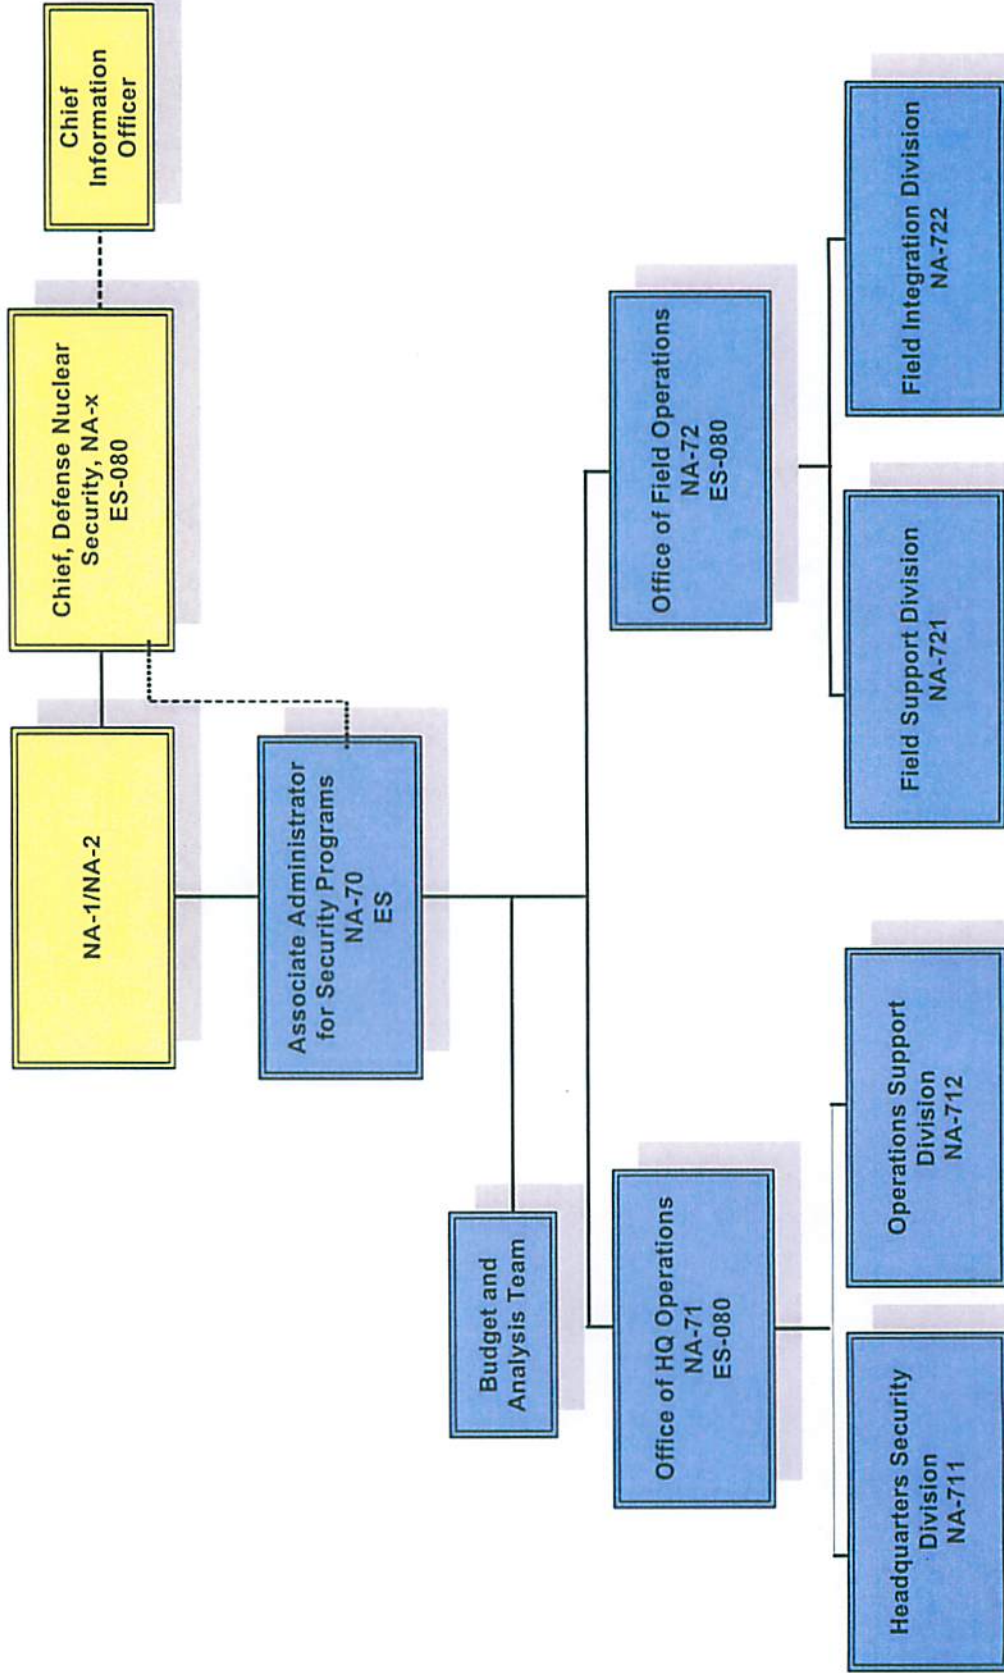 NA-1/NA-2
Chief, Defense Nuclear
Security, NA-x
ES-080
Chief
Information
Officer
Associate Administrator
for Security Programs
NA-70
ES
Budget and
Analysis Team
Office of HQ Operations
NA-71
ES-080
Office of Field Operations
NA-72
ES-080
Headquarters Security
Division
NA-711
Operations Support
Division
NA-712
Field Support Division
NA-721
Field Integration Division
NA-722